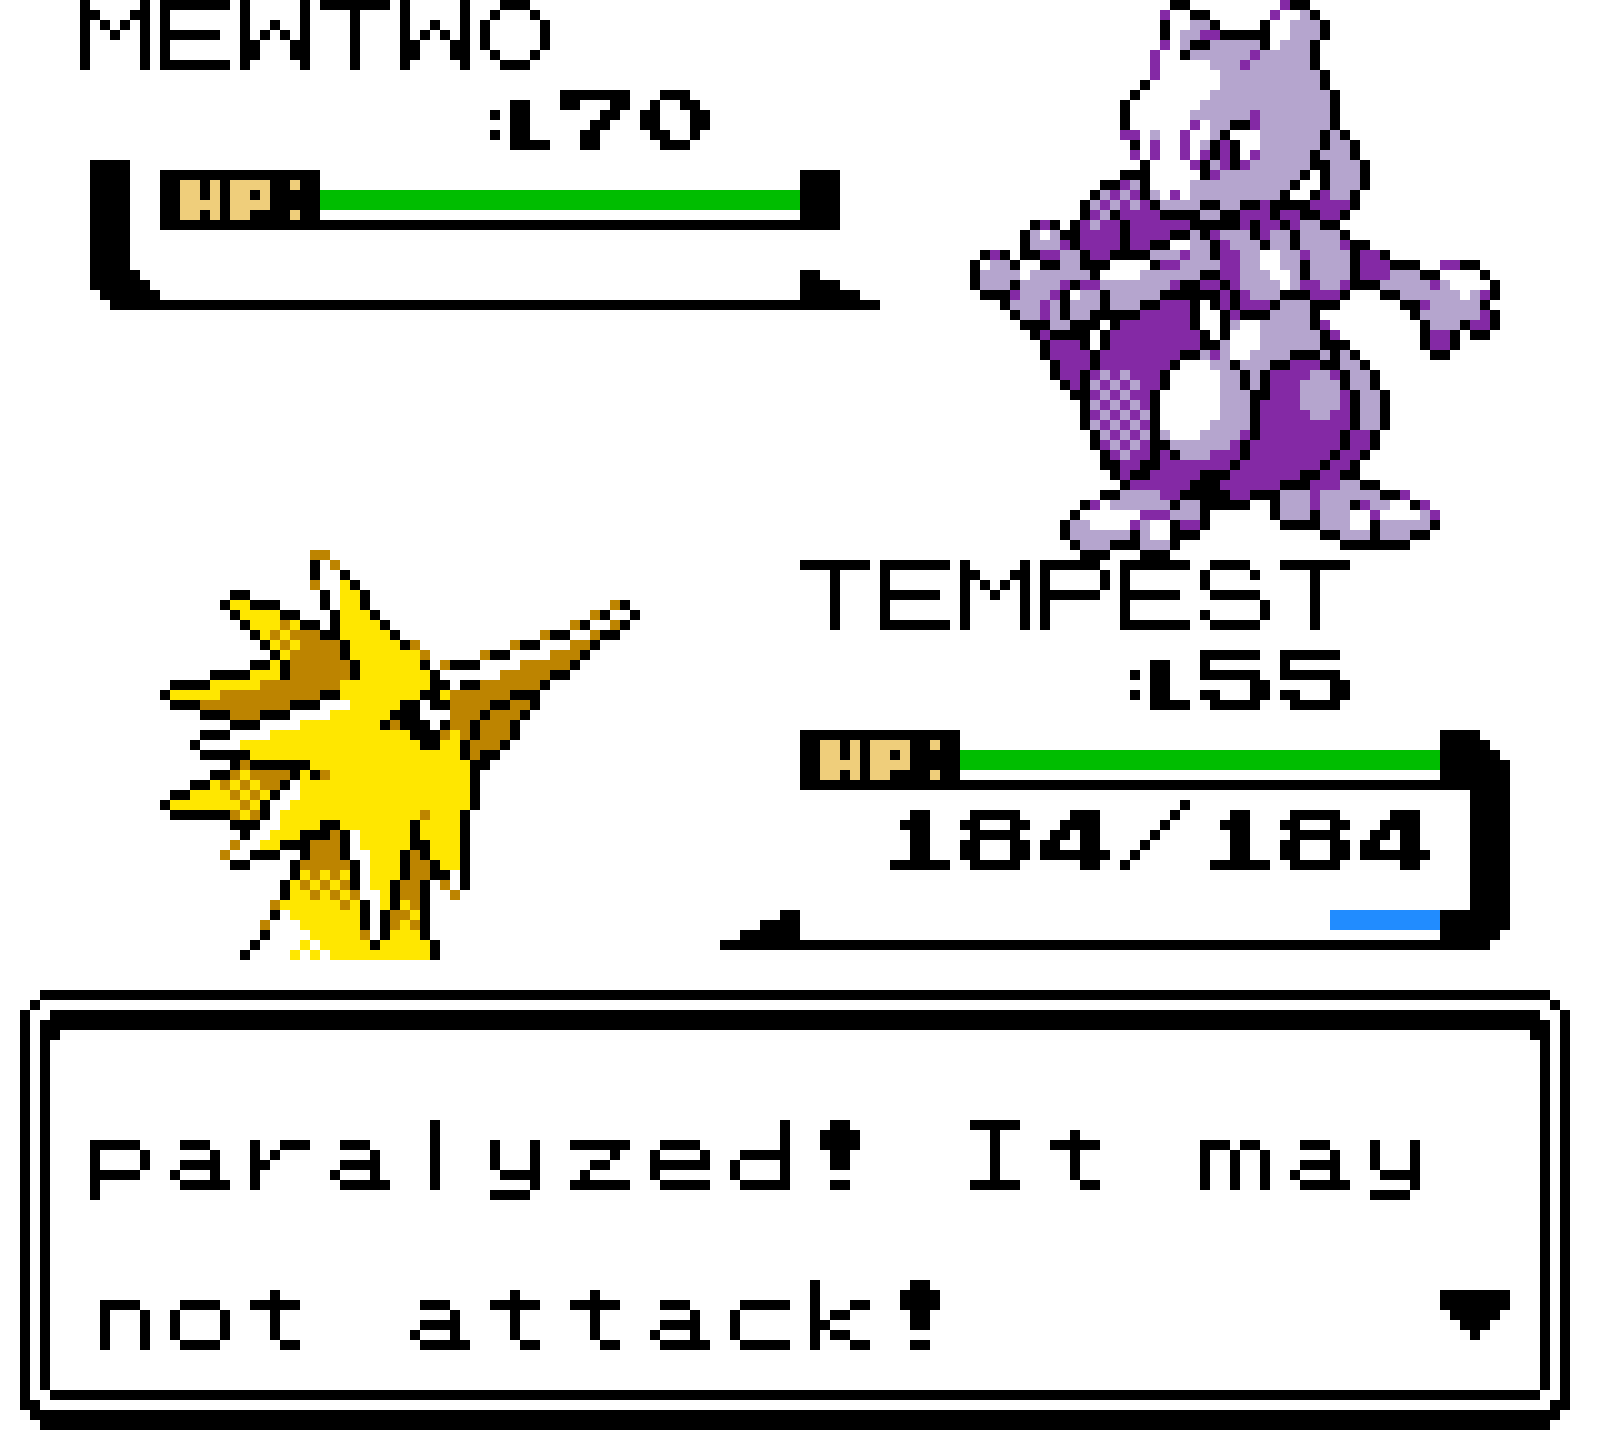 MEWTWO
:L70
HP:
TEMPEST
:L55
HP:
184/184
paralyzed! It may
not attack!